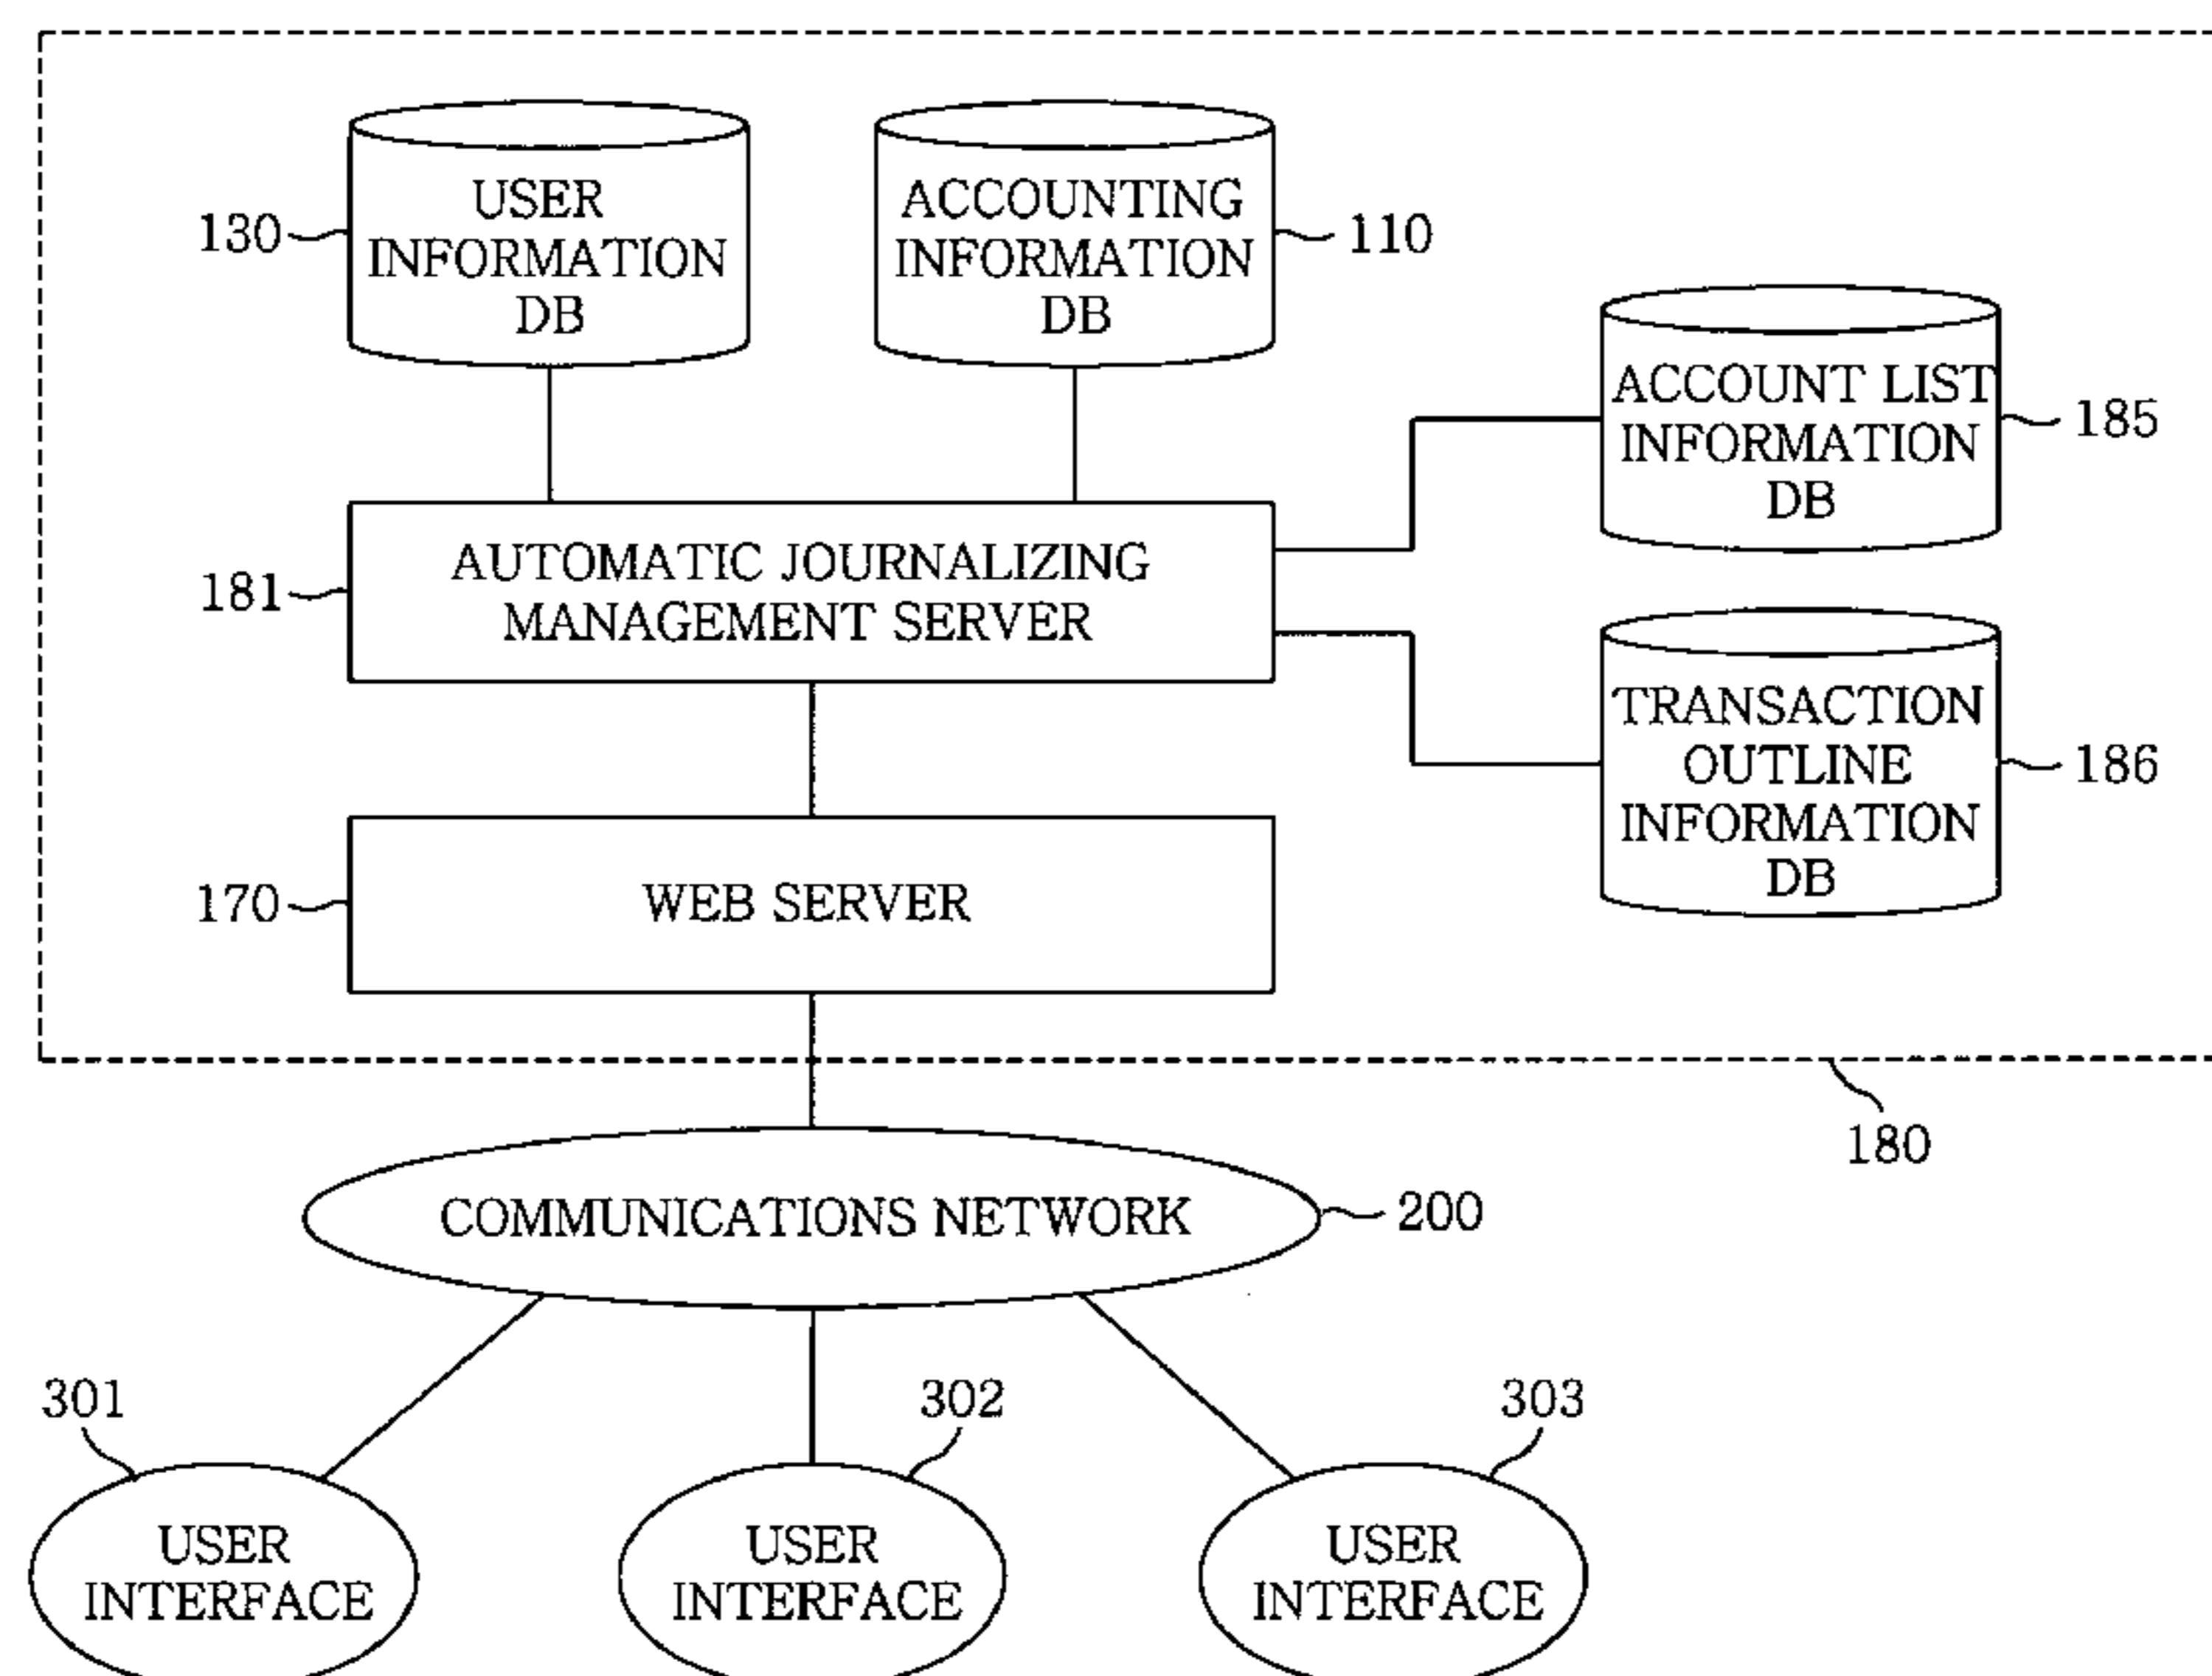 USER
INFORMATION
DB
130
ACCOUNTING
INFORMATION
DB
110
ACCOUNT LIST
INFORMATION
DB
185
AUTOMATIC JOURNALIZING
MANAGEMENT SERVER
181
TRANSACTION
OUTLINE
INFORMATION
DB
186
WEB SERVER
170
180
COMMUNICATIONS NETWORK
200
301
302
303
USER
INTERFACE
USER
INTERFACE
USER
INTERFACE